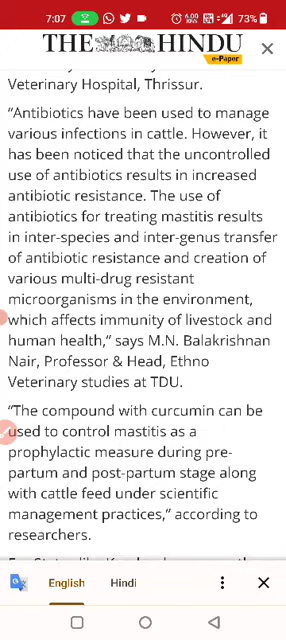 7:07
6.00
KB/S
4G
73%
THE HINDU
e-Paper
Veterinary Hospital, Thrissur.
“Antibiotics have been used to manage
various infections in cattle. However, it
has been noticed that the uncontrolled
use of antibiotics results in increased
antibiotic resistance. The use of
antibiotics for treating mastitis results
in inter-species and inter-genus transfer
of antibiotic resistance and creation of
various multi-drug resistant
microorganisms in the environment,
which affects immunity of livestock and
human health,” says M.N. Balakrishnan
Nair, Professor & Head, Ethno
Veterinary studies at TDU.
“The compound with curcumin can be
used to control mastitis as a
prophylactic measure during pre-
partum and post-partum stage along
with cattle feed under scientific
management practices,” according to
researchers.
English Hindi